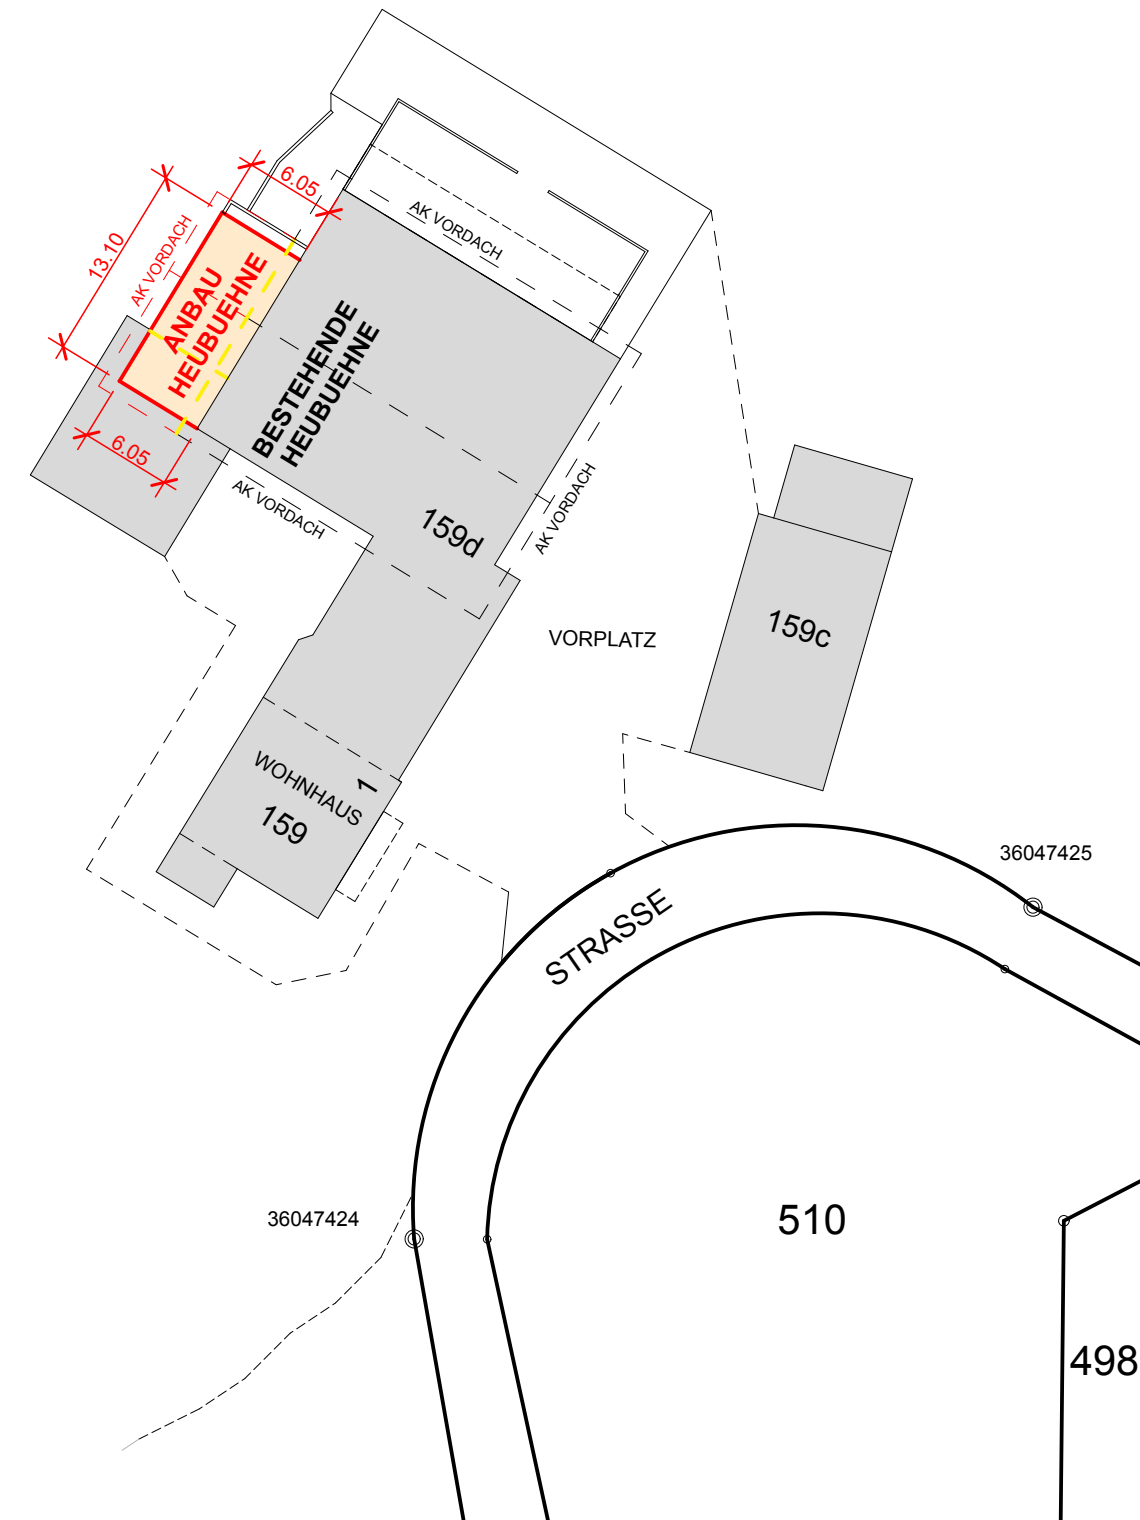 6.05
AK VORDACH
13.10
AK VORDACH
ANBAU
HEUBUEHNE
BESTEHENDE
HEUBUEHNE
6.05
AK VORDACH
159d
AK VORDACH
VORPLATZ
159c
WOHNHAUS
1
159
36047425
STRASSE
36047424
510
498